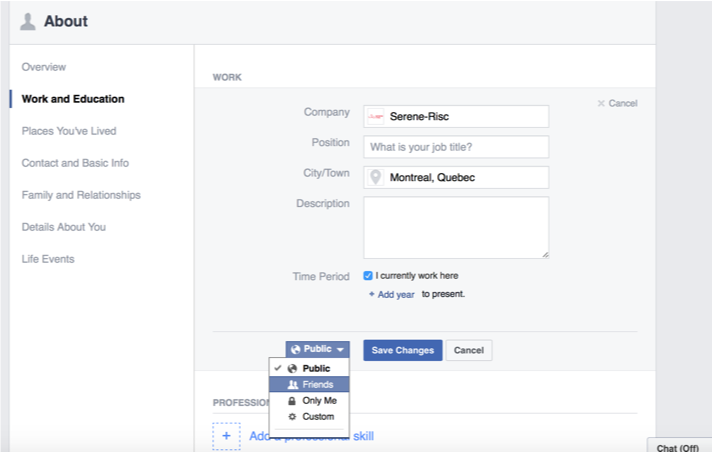 About
Overview
Work and Education
Places You've Lived
Contact and Basic Info
Family and Relationships
Details About You
Life Events
WORK
Cancel
Company Serene-Risc
Position What is your job title?
City/Town Montreal, Quebec
Description
Time Period I currently work here
+ Add year to present.
Public Save Changes Cancel
Public
Friends
Only Me
Custom
Add a professional skill
Chat (Off)